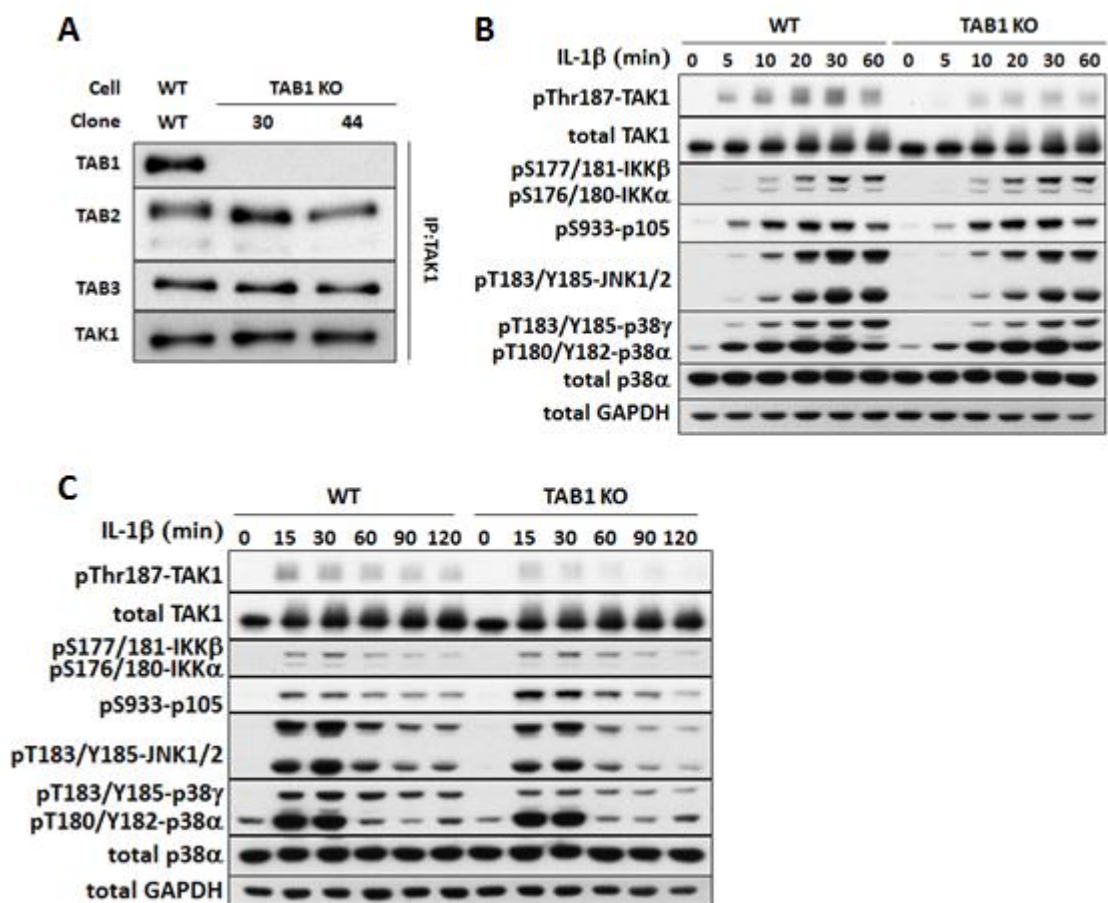 A
Cell WT TAB1 KO
Clone WT 30 44
TAB1
TAB2
TAB3
TAK1
IP:TAK1
B
WT TAB1 KO
IL-1β (min) 0 5 10 20 30 60 0 5 10 20 30 60
pThr187-TAK1
total TAK1
pS177/181-IKKβ
pS176/180-IKKα
pS933-p105
pT183/Y185-JNK1/2
pT183/Y185-p38γ
pT180/Y182-p38α
total p38α
total GAPDH
C
WT TAB1 KO
IL-1β (min) 0 15 30 60 90 120 0 15 30 60 90 120
pThr187-TAK1
total TAK1
pS177/181-IKKβ
pS176/180-IKKα
pS933-p105
pT183/Y185-JNK1/2
pT183/Y185-p38γ
pT180/Y182-p38α
total p38α
total GAPDH